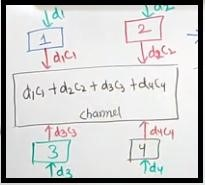 d1 d2
1 2
d1c1 d2c2
d1c1 + d2c2 + d3c3 + d4c4
channel
d3c3 d4c4
3 4
d3 d4